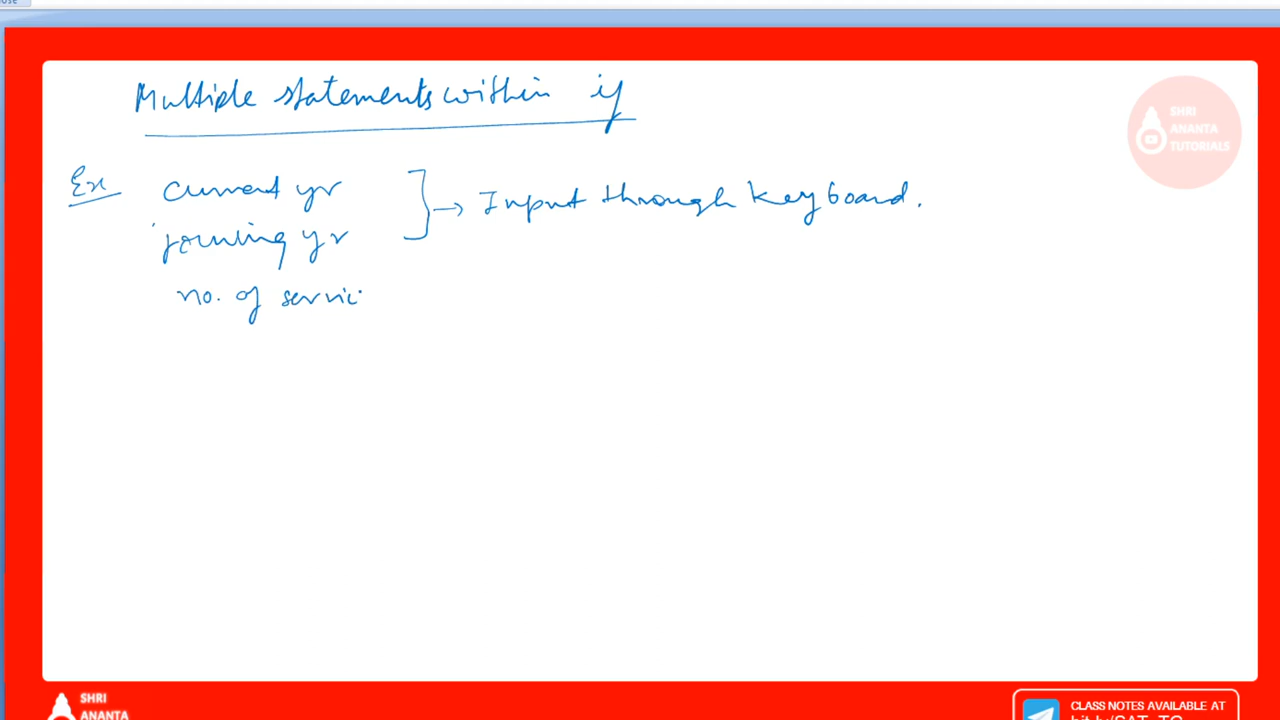 Multiple statements within if
Ex current yr
joining yr
→ Input through keyboard.
no. of servic
SHRI
ANANTA
TUTORIALS
SHRI
ANANTA
CLASS NOTES AVAILABLE AT